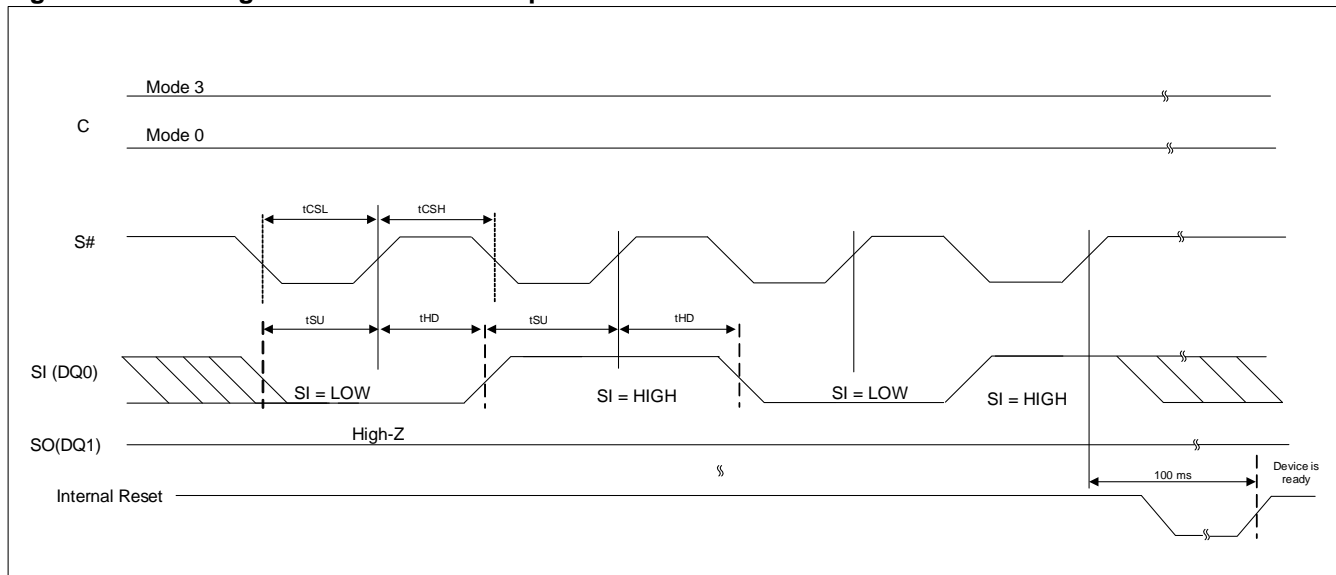 Mode 3
C
Mode 0
tCSL
tCSH
S#
tSU
tHD
tSU
tHD
SI (DQ0)
SI = LOW
SI = HIGH
SI = LOW
SI = HIGH
High-Z
SO(DQ1)
Device is
ready
100 ms
Internal Reset